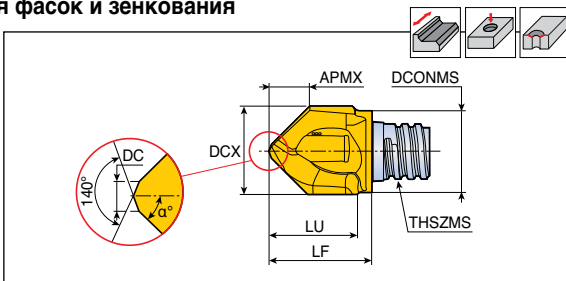 я фасок и зенкования
APMX
DCONMS
DCX
DC
140°
α°
LU
LF
THSZMS